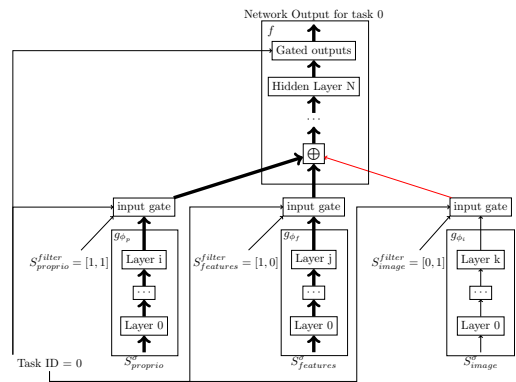 Network Output for task 0
f
Gated outputs
Hidden Layer N
...
⊕
input gate
input gate
input gate
g_{ϕ_p}
g_{ϕ_f}
g_{ϕ_i}
S^{filter}_{proprio} = [1, 1]
Layer i
S^{filter}_{features} = [1, 0]
Layer j
S^{filter}_{image} = [0, 1]
Layer k
...
...
...
Layer 0
Layer 0
Layer 0
Task ID = 0
S^{σ}_{proprio}
S^{σ}_{features}
S^{σ}_{image}